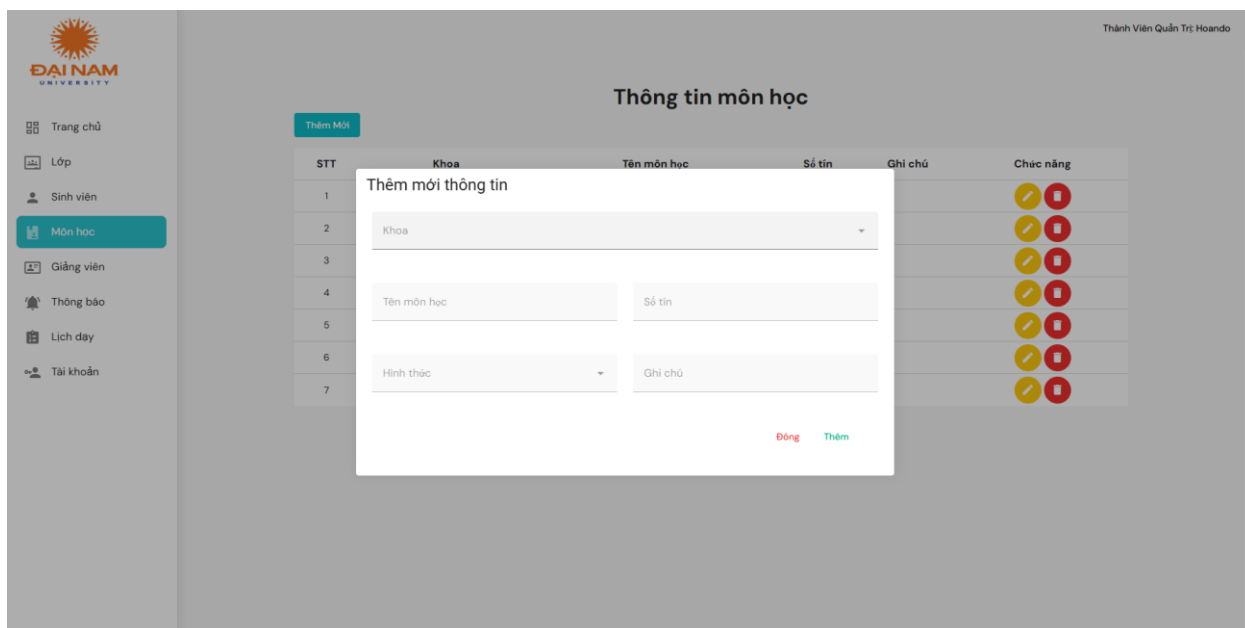 Thành Viên Quản Trị: Hoando
ĐẠI NAM
UNIVERSITY
Thông tin môn học
Trang chủ
Lớp
Sinh viên
Môn học
Giảng viên
Thông báo
Lịch dạy
Tài khoản
Thêm Mới
STT Khoa Tên môn học Số tín Ghi chú Chức năng
1
2
3
4
5
6
7
Thêm mới thông tin
Khoa
Tên môn học Số tín
Hình thức Ghi chú
Đóng Thêm